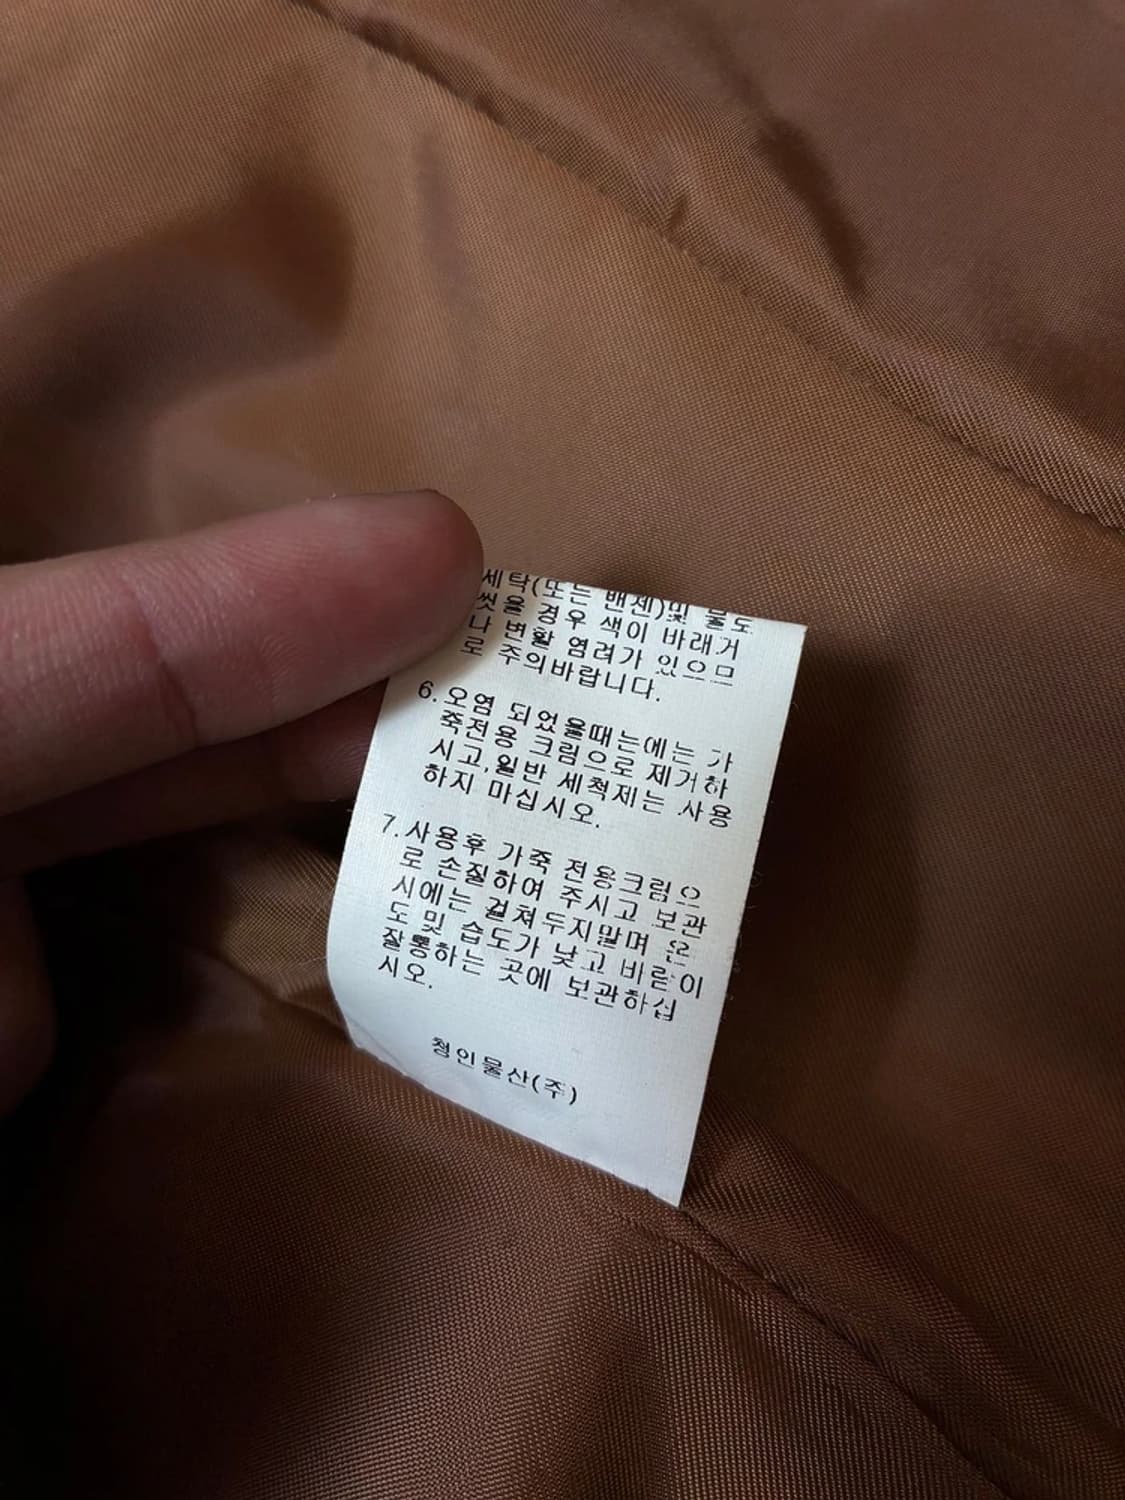 세탁(또는 밴젠)및 물도
씻을 경우 색이 바래거
나 변할 염려가 있으므
로 주의바랍니다.
6. 오염 되었을때는에는 가
죽전용 크림으로 제거하
시고,일반 세척제는 사용
하지 마십시오.
7. 사용후 가죽 전용크림으
로 손질하여 주시고 보관
시에는 걸쳐두지말며 온
도 및 습도가 낮고 바람이
잘통하는 곳에 보관하십
시오.
청인물산(주)